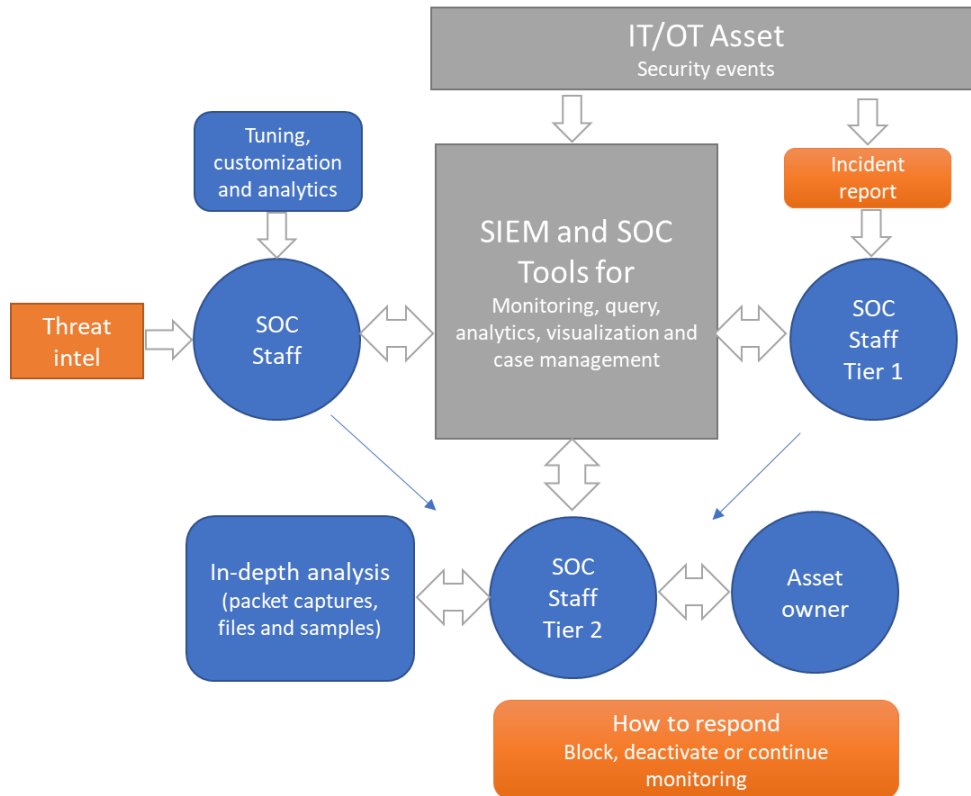 IT/OT Asset
Security events
Tuning,
customization
and analytics
Incident
report
SIEM and SOC
Tools for
Monitoring, query,
analytics, visualization and
case management
Threat
intel
SOC
Staff
SOC
Staff
Tier 1
In-depth analysis
(packet captures,
files and samples)
SOC
Staff
Tier 2
Asset
owner
How to respond
Block, deactivate or continue
monitoring